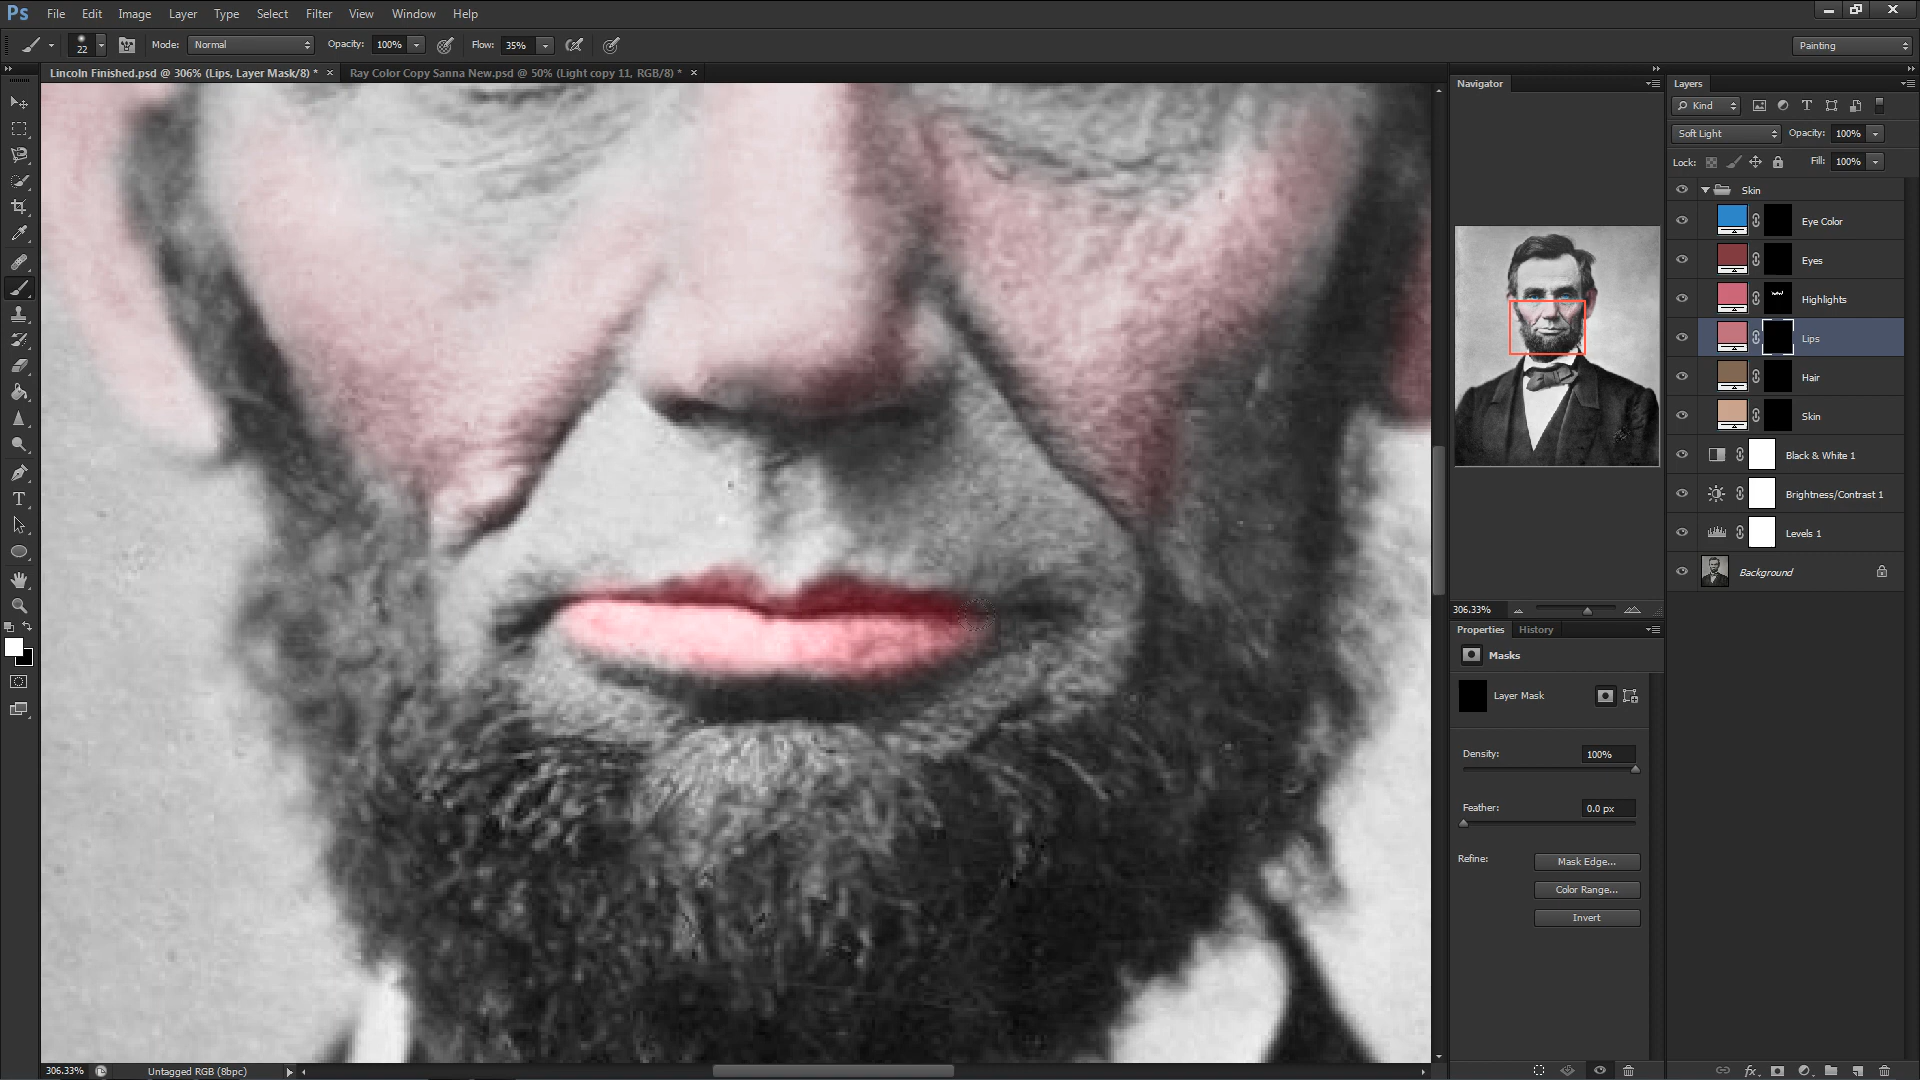 Ps File Edit Image Layer Type Select Filter View Window Help
22 Mode: Normal Opacity: 100% Flow: 35% Painting
Lincoln Finished.psd @ 306% (Lips, Layer Mask/8) * × Ray Color Copy Sanna New.psd @ 50% (Light copy 11, RGB/8) * ×
Navigator
306.33%
Properties History
Masks
Layer Mask
Density: 100%
Feather: 0.0 px
Refine: Mask Edge...
Color Range...
Invert
Layers
Kind
Soft Light Opacity: 100%
Lock: Fill: 100%
Skin
Eye Color
Eyes
Highlights
Lips
Hair
Skin
Black & White 1
Brightness/Contrast 1
Levels 1
Background
fx
306.33% Untagged RGB (8bpc)